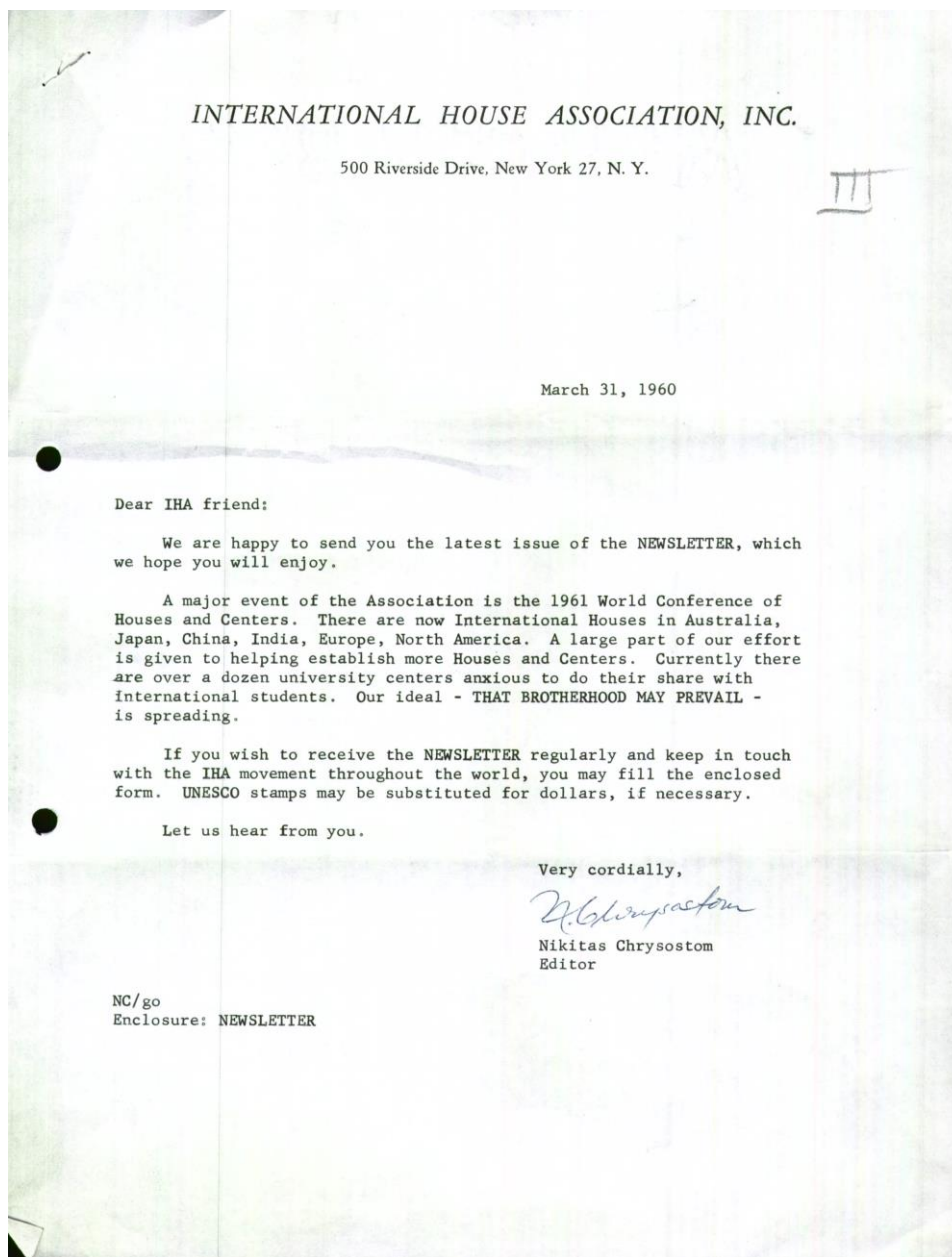 INTERNATIONAL HOUSE ASSOCIATION, INC.
500 Riverside Drive, New York 27, N. Y.
III
March 31, 1960
Dear IHA friend:
We are happy to send you the latest issue of the NEWSLETTER, which
we hope you will enjoy.
A major event of the Association is the 1961 World Conference of
Houses and Centers. There are now International Houses in Australia,
Japan, China, India, Europe, North America. A large part of our effort
is given to helping establish more Houses and Centers. Currently there
are over a dozen university centers anxious to do their share with
International students. Our ideal - THAT BROTHERHOOD MAY PREVAIL -
is spreading.
If you wish to receive the NEWSLETTER regularly and keep in touch
with the IHA movement throughout the world, you may fill the enclosed
form. UNESCO stamps may be substituted for dollars, if necessary.
Let us hear from you.
Very cordially,
N. Chrysostom
Nikitas Chrysostom
Editor
NC/go
Enclosure: NEWSLETTER